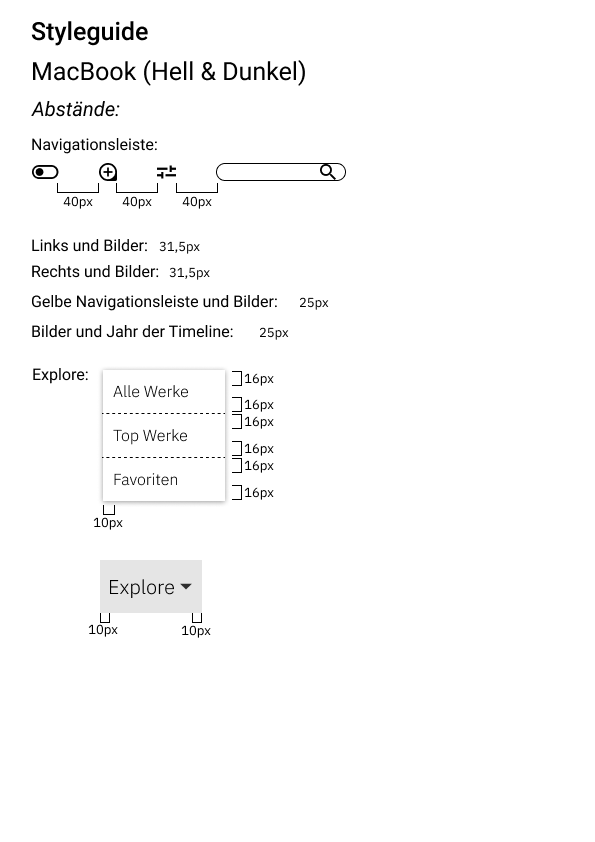 Styleguide
MacBook (Hell & Dunkel)
Abstände:
Navigationsleiste:
40px 40px 40px
Links und Bilder: 31,5px
Rechts und Bilder: 31,5px
Gelbe Navigationsleiste und Bilder: 25px
Bilder und Jahr der Timeline: 25px
Explore:
16px
Alle Werke
16px
16px
Top Werke
16px
16px
Favoriten
16px
10px
Explore
10px 10px